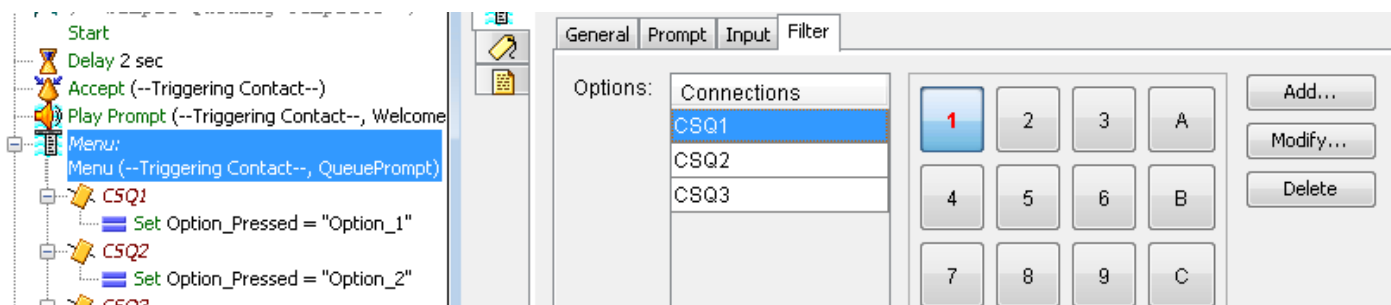 Start
Delay 2 sec
Accept (--Triggering Contact--)
Play Prompt (--Triggering Contact--, Welcome
Menu:
Menu (--Triggering Contact--, QueuePrompt)
CSQ1
Set Option_Pressed = "Option_1"
CSQ2
Set Option_Pressed = "Option_2"
CSQ3
General Prompt Input Filter
Options:
Connections
CSQ1
CSQ2
CSQ3
1 2 3 A
4 5 6 B
7 8 9 C
Add...
Modify...
Delete